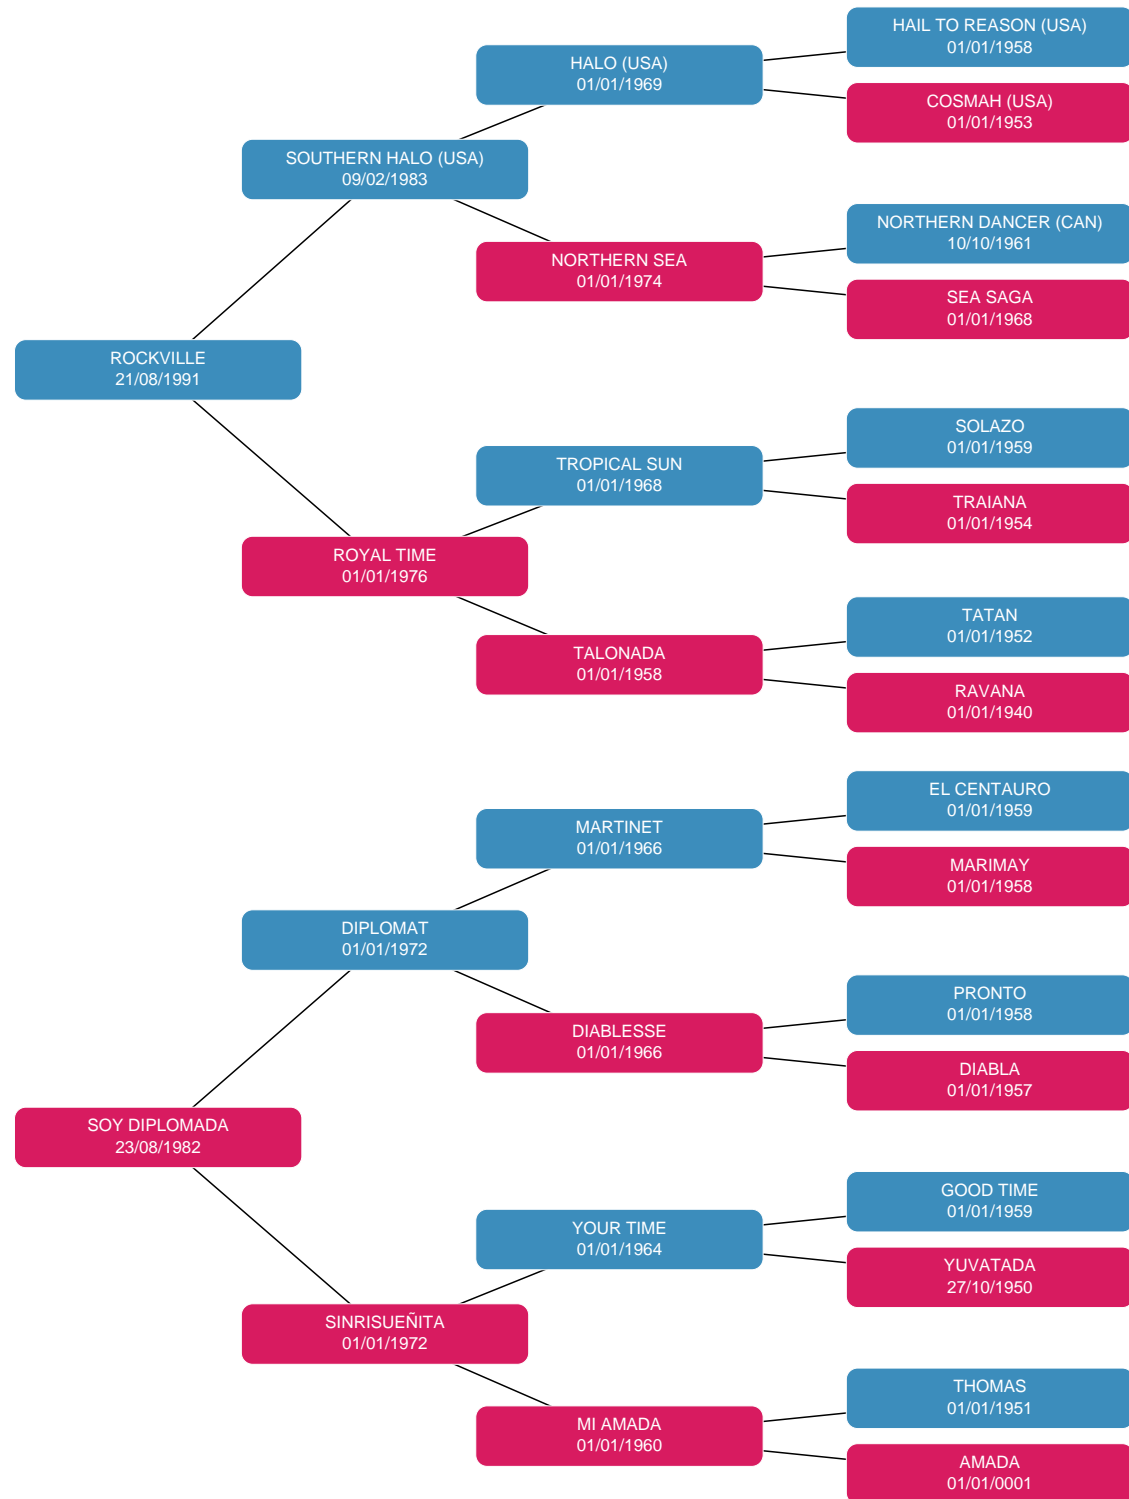 HAIL TO REASON (USA)
01/01/1958
HALO (USA)
01/01/1969
COSMAH (USA)
01/01/1953
SOUTHERN HALO (USA)
09/02/1983
NORTHERN DANCER (CAN)
10/10/1961
NORTHERN SEA
01/01/1974
SEA SAGA
01/01/1968
ROCKVILLE
21/08/1991
SOLAZO
01/01/1959
TROPICAL SUN
01/01/1968
TRAIANA
01/01/1954
ROYAL TIME
01/01/1976
TATAN
01/01/1952
TALONADA
01/01/1958
RAVANA
01/01/1940
EL CENTAURO
01/01/1959
MARTINET
01/01/1966
MARIMAY
01/01/1958
DIPLOMAT
01/01/1972
PRONTO
01/01/1958
DIABLESSE
01/01/1966
DIABLA
01/01/1957
SOY DIPLOMADA
23/08/1982
GOOD TIME
01/01/1959
YOUR TIME
01/01/1964
YUVATADA
27/10/1950
SINRISUEÑITA
01/01/1972
THOMAS
01/01/1951
MI AMADA
01/01/1960
AMADA
01/01/0001